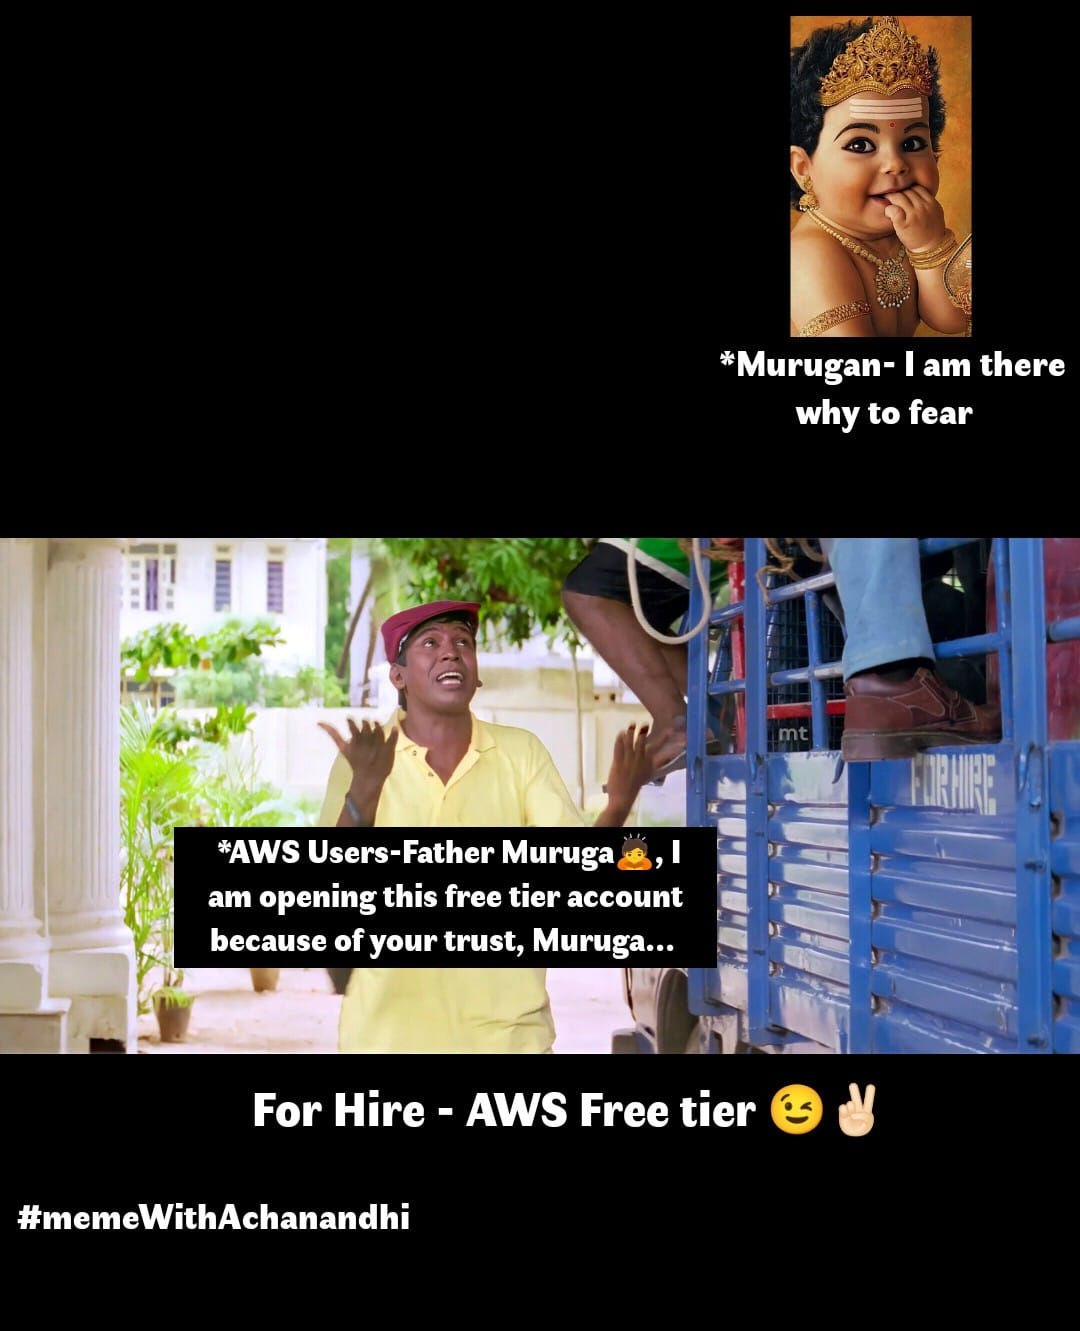 *Murugan- I am there
why to fear
mt
FOR HIRE
*AWS Users-Father Muruga🙇, I
am opening this free tier account
because of your trust, Muruga...
For Hire - AWS Free tier 😉✌🏻
#memeWithAchanandhi